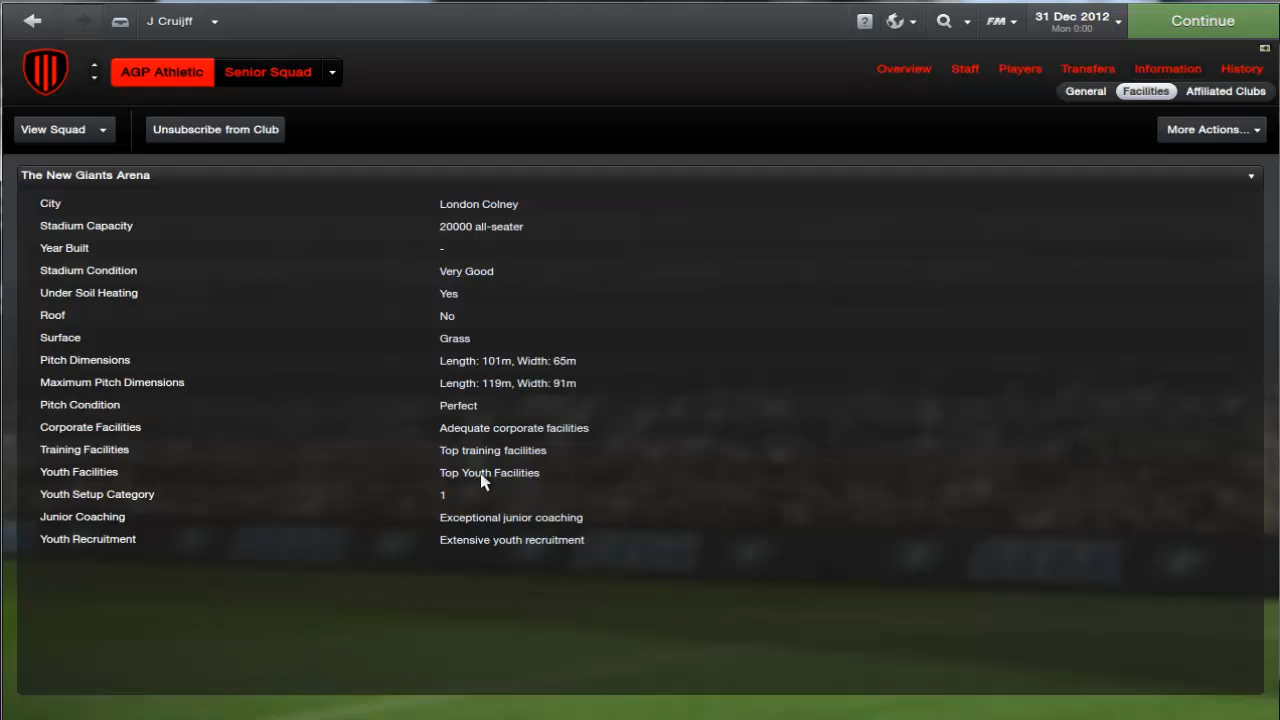 J Cruijff
?
FM
31 Dec 2012
Mon 0:00
Continue
AGP Athletic
Senior Squad
Overview
Staff
Players
Transfers
Information
History
General
Facilities
Affiliated Clubs
View Squad
Unsubscribe from Club
More Actions...
The New Giants Arena
City London Colney
Stadium Capacity 20000 all-seater
Year Built -
Stadium Condition Very Good
Under Soil Heating Yes
Roof No
Surface Grass
Pitch Dimensions Length: 101m, Width: 65m
Maximum Pitch Dimensions Length: 119m, Width: 91m
Pitch Condition Perfect
Corporate Facilities Adequate corporate facilities
Training Facilities Top training facilities
Youth Facilities Top Youth Facilities
Youth Setup Category 1
Junior Coaching Exceptional junior coaching
Youth Recruitment Extensive youth recruitment